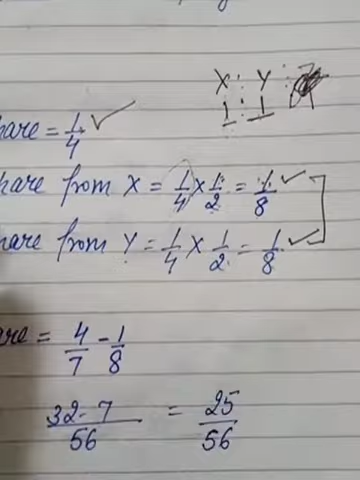 X : Y :
1 : 1
hare = 1/4 ✓
hare from X = 1/4 × 1/2 = 1/8 ✓
hare from Y = 1/4 × 1/2 = 1/8 ✓
are = 4/7 - 1/8
32 - 7/56 = 25/56